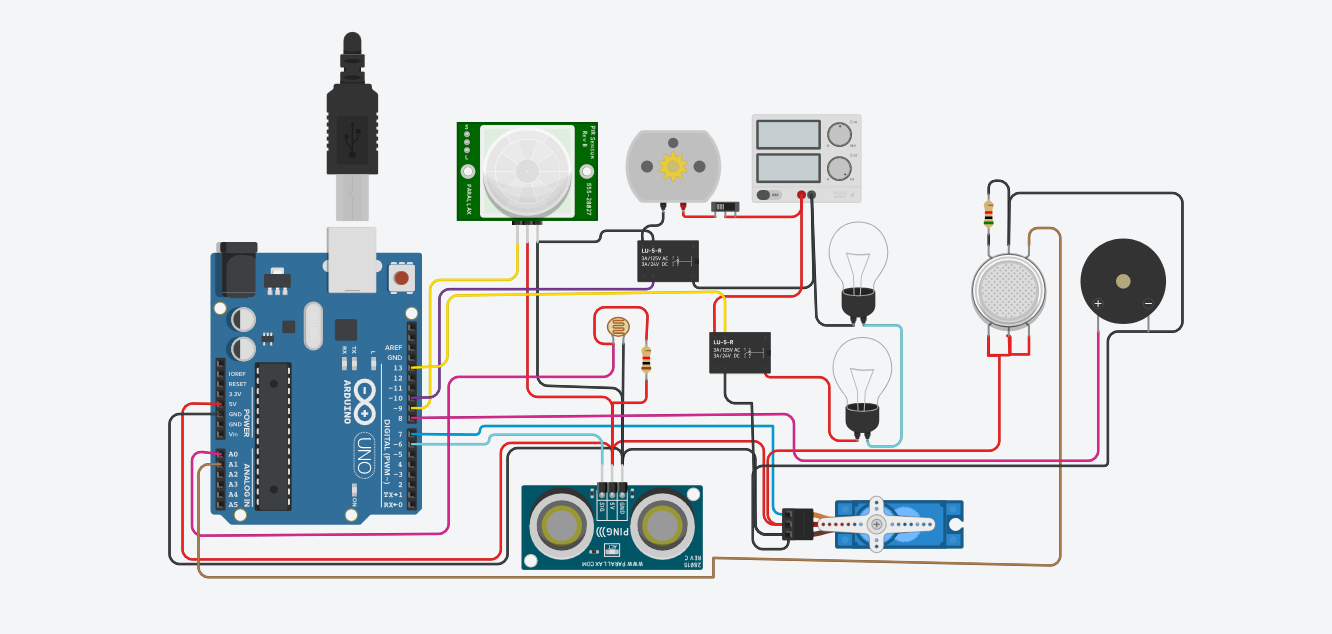 PIR Sensor
Rev B
555-28027
PARALLAX
LU-5-R
3A/125V AC
3A/24V DC
LU-5-R
3A/125V AC
3A/24V DC
+
−
AREF
GND
13
12
~11
~10
~9
8
7
~6
~5
4
~3
2
TX→1
RX←0
DIGITAL (PWM~)
IOREF
RESET
3.3V
5V
GND
GND
Vin
POWER
A0
A1
A2
A3
A4
A5
ANALOG IN
RX
TX
L
ON
ARDUINO
UNO
SIG
5V
GND
PING)))
WWW.PARALLAX.COM
28015
REV C